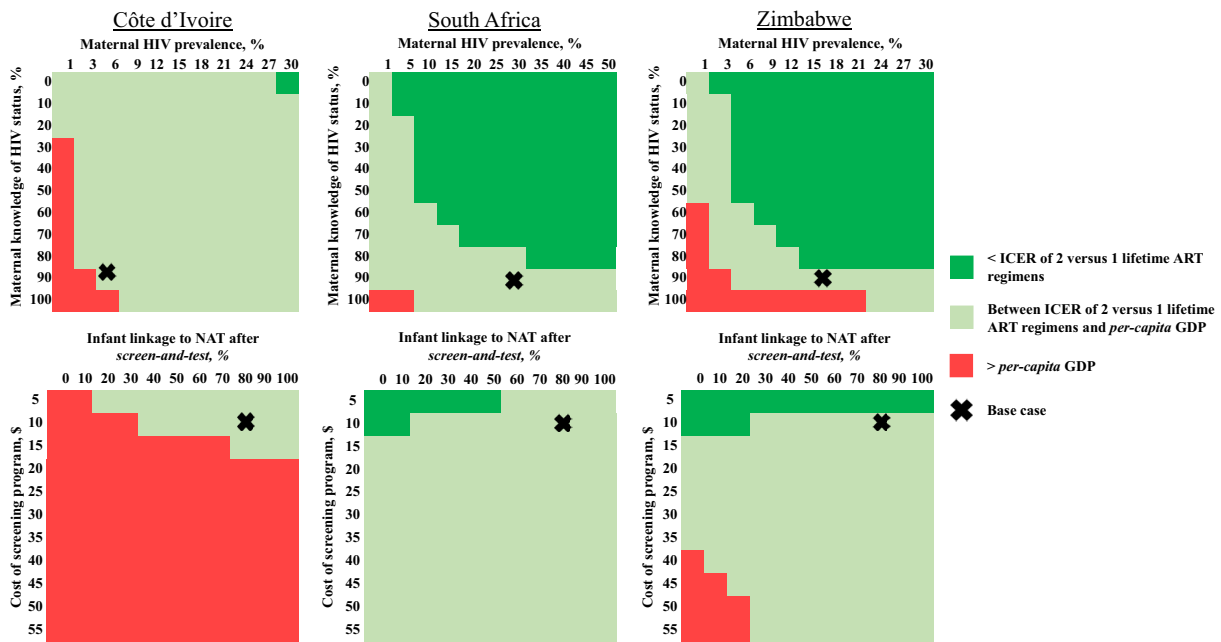 Côte d'Ivoire
South Africa
Zimbabwe
Maternal HIV prevalence, %
Maternal HIV prevalence, %
Maternal HIV prevalence, %
1 3 6 9 12 15 18 21 24 27 30
1 5 10 15 20 25 30 35 40 45 50
1 3 6 9 12 15 18 21 24 27 30
Maternal knowledge of HIV status, %
0
10
20
30
40
50
60
70
80
90
100
Maternal knowledge of HIV status, %
0
10
20
30
40
50
60
70
80
90
100
Maternal knowledge of HIV status, %
0
10
20
30
40
50
60
70
80
90
100
Infant linkage to NAT after
screen-and-test, %
0 10 20 30 40 50 60 70 80 90 100
Cost of screening program, $
5
10
15
20
25
30
35
40
45
50
55
Infant linkage to NAT after
screen-and-test, %
0 10 20 30 40 50 60 70 80 90 100
Cost of screening program, $
5
10
15
20
25
30
35
40
45
50
55
Infant linkage to NAT after
screen-and-test, %
0 10 20 30 40 50 60 70 80 90 100
Cost of screening program, $
5
10
15
20
25
30
35
40
45
50
55
< ICER of 2 versus 1 lifetime ART
regimens
Between ICER of 2 versus 1 lifetime
ART regimens and per-capita GDP
> per-capita GDP
Base case